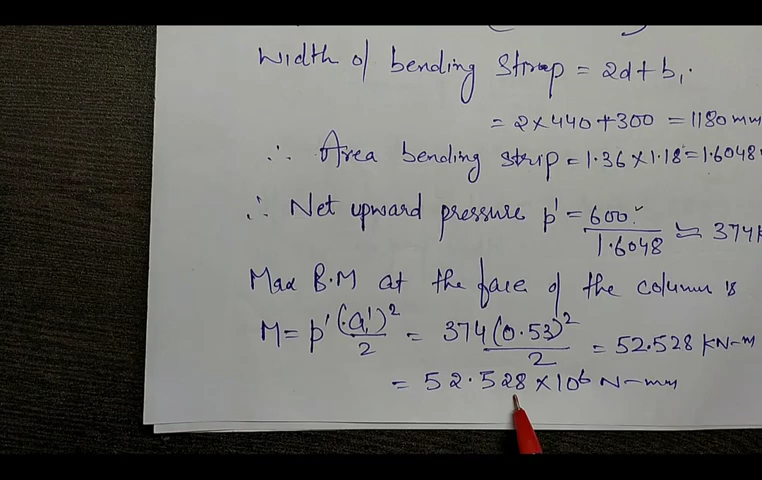 Width of bending Strip = 2d + b₁.
= 2×440+300 = 1180 mm
∴ Area bending strip = 1.36 × 1.18 = 1.6048
∴ Net upward pressure p' = 600 / 1.6048 ≃ 374
Max B.M at the face of the column is
M = p' (a₁')² / 2 = 374 (0.53)² / 2 = 52.528 KN-m
= 52.528 × 10⁶ N-mm